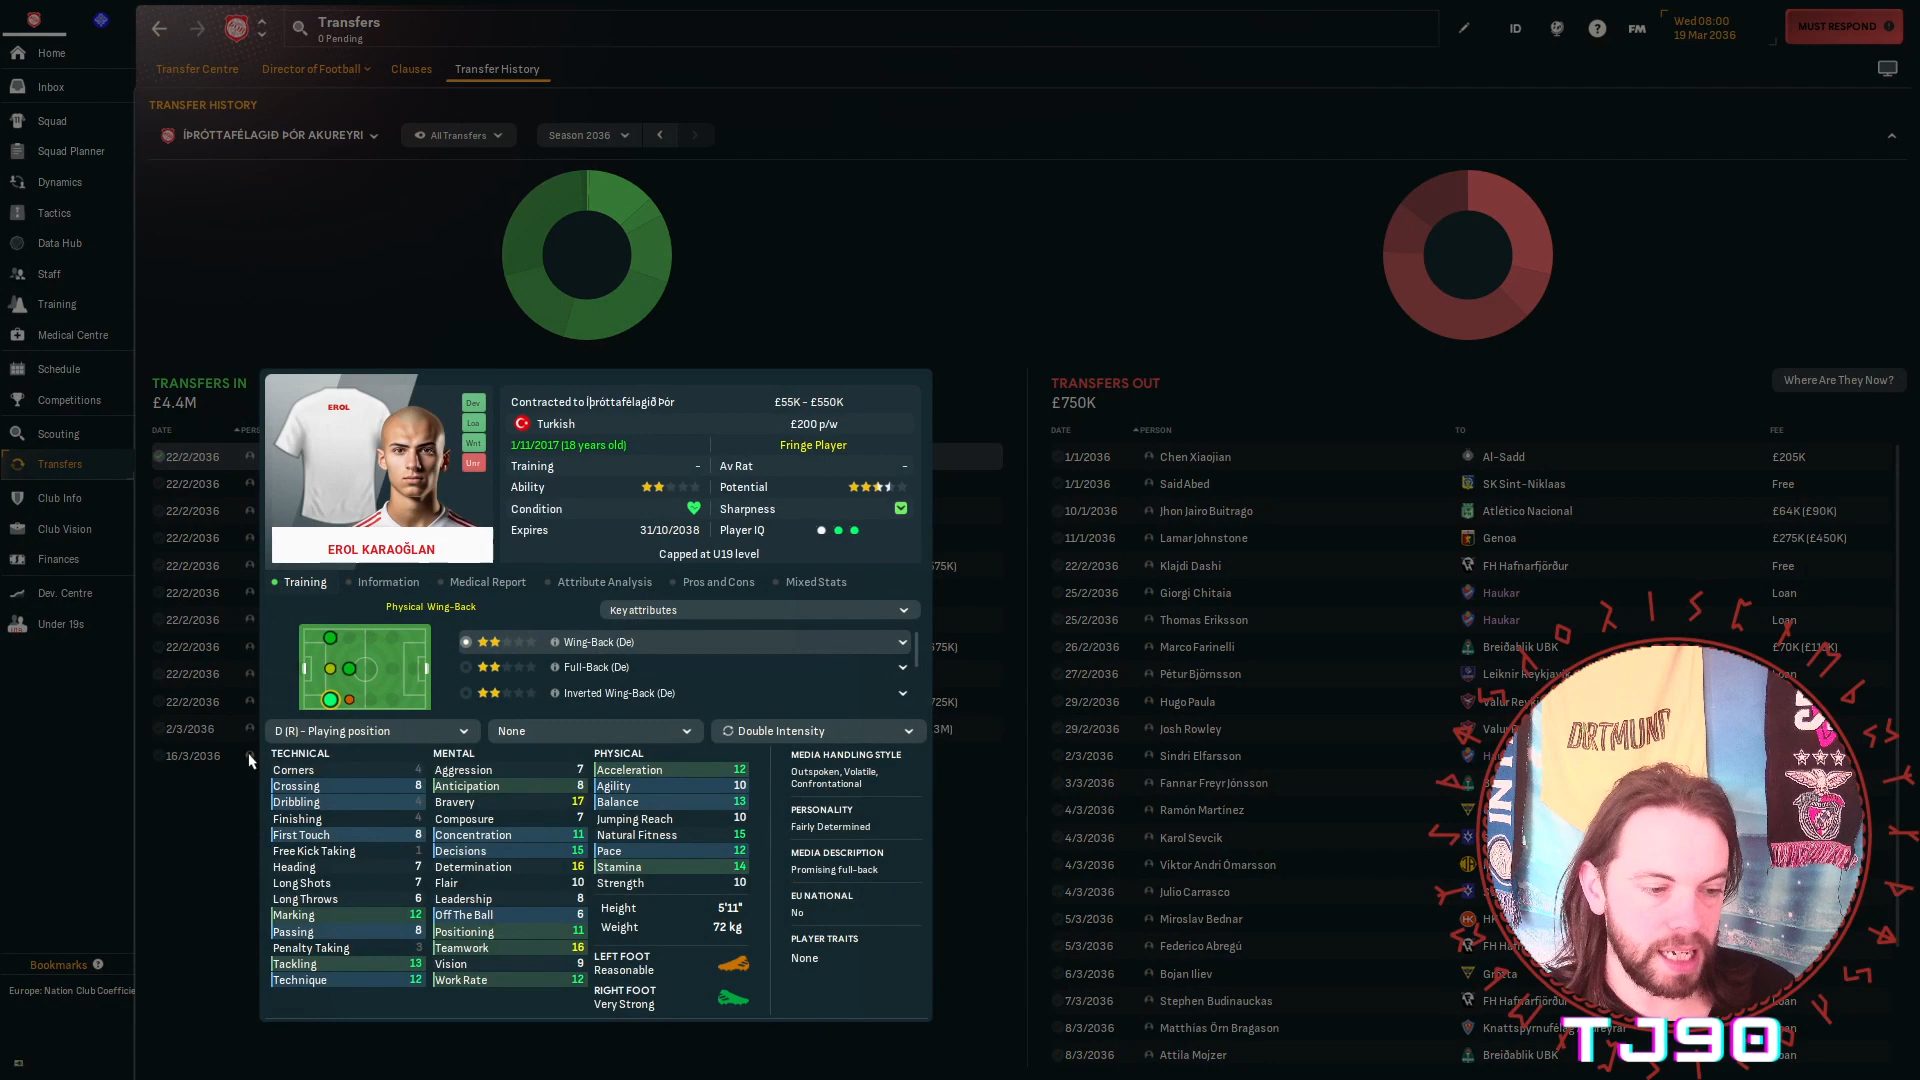 Home
Inbox
Squad
Squad Planner
Dynamics
Tactics
Data Hub
Staff
Training
Medical Centre
Schedule
Competitions
Scouting
Transfers
Club Info
Club Vision
Finances
Dev. Centre
Under 19s
Bookmarks
Europe: Nation Club Coefficie
Transfers
0 Pending
ID
FM
Wed 08:00
19 Mar 2036
MUST RESPOND
Transfer Centre
Director of Football
Clauses
Transfer History
TRANSFER HISTORY
ÍÞRÓTTAFÉLAGIÐ ÞÓR AKUREYRI
All Transfers
Season 2036
TRANSFERS IN
£4.4M
DATE
PERS
22/2/2036
22/2/2036
22/2/2036
22/2/2036
22/2/2036
22/2/2036
22/2/2036
22/2/2036
22/2/2036
22/2/2036
2/3/2036
16/3/2036
EROL
Dev
Loa
Wnt
Unr
EROL KARAOĞLAN
Contracted to Íþróttafélagið Þór £55K - £550K
Turkish £200 p/w
1/11/2017 (18 years old) Fringe Player
Training - Av Rat -
Ability Potential
Condition Sharpness
Expires 31/10/2038 Player IQ
Capped at U19 level
Training Information Medical Report Attribute Analysis Pros and Cons Mixed Stats
Physical Wing-Back
Key attributes
Wing-Back (De)
Full-Back (De)
Inverted Wing-Back (De)
D (R) - Playing position None Double Intensity
TECHNICAL
Corners 4
Crossing 8
Dribbling 4
Finishing 4
First Touch 8
Free Kick Taking 1
Heading 7
Long Shots 7
Long Throws 6
Marking 12
Passing 8
Penalty Taking 3
Tackling 13
Technique 12
MENTAL
Aggression 7
Anticipation 8
Bravery 17
Composure 7
Concentration 11
Decisions 15
Determination 16
Flair 10
Leadership 8
Off The Ball 6
Positioning 11
Teamwork 16
Vision 9
Work Rate 12
PHYSICAL
Acceleration 12
Agility 10
Balance 13
Jumping Reach 10
Natural Fitness 15
Pace 12
Stamina 14
Strength 10
Height 5'11"
Weight 72 kg
LEFT FOOT
Reasonable
RIGHT FOOT
Very Strong
MEDIA HANDLING STYLE
Outspoken, Volatile,
Confrontational
PERSONALITY
Fairly Determined
MEDIA DESCRIPTION
Promising full-back
EU NATIONAL
No
PLAYER TRAITS
None
TRANSFERS OUT
£750K
Where Are They Now?
DATE PERSON TO FEE
1/1/2036 Chen Xiaojian Al-Sadd £205K
1/1/2036 Said Abed SK Sint-Niklaas Free
10/1/2036 Jhon Jairo Buitrago Atlético Nacional £64K (£90K)
11/1/2036 Lamar Johnstone Genoa £275K (£450K)
22/2/2036 Klajdi Dashi FH Hafnarfjördur Free
25/2/2036 Giorgi Chitaia Haukar Loan
25/2/2036 Thomas Eriksson Haukar Loan
26/2/2036 Marco Farinelli Breiðablik UBK
27/2/2036 Pétur Björnsson Leiknir Reykjavi
29/2/2036 Hugo Paula Valur
29/2/2036 Josh Rowley Valur
2/3/2036 Sindri Elfarsson
3/3/2036 Fannar Freyr Jónsson
4/3/2036 Ramón Martínez
4/3/2036 Karol Sevcik
4/3/2036 Viktor Andri Ómarsson
4/3/2036 Julio Carrasco
5/3/2036 Miroslav Bednar
5/3/2036 Federico Abregú
6/3/2036 Bojan Iliev Grótta
7/3/2036 Stephen Budinauckas FH Hafnarfjördur
8/3/2036 Matthias Örn Bragason
8/3/2036 Attila Mojzer Breiðablik UBK
TJ90